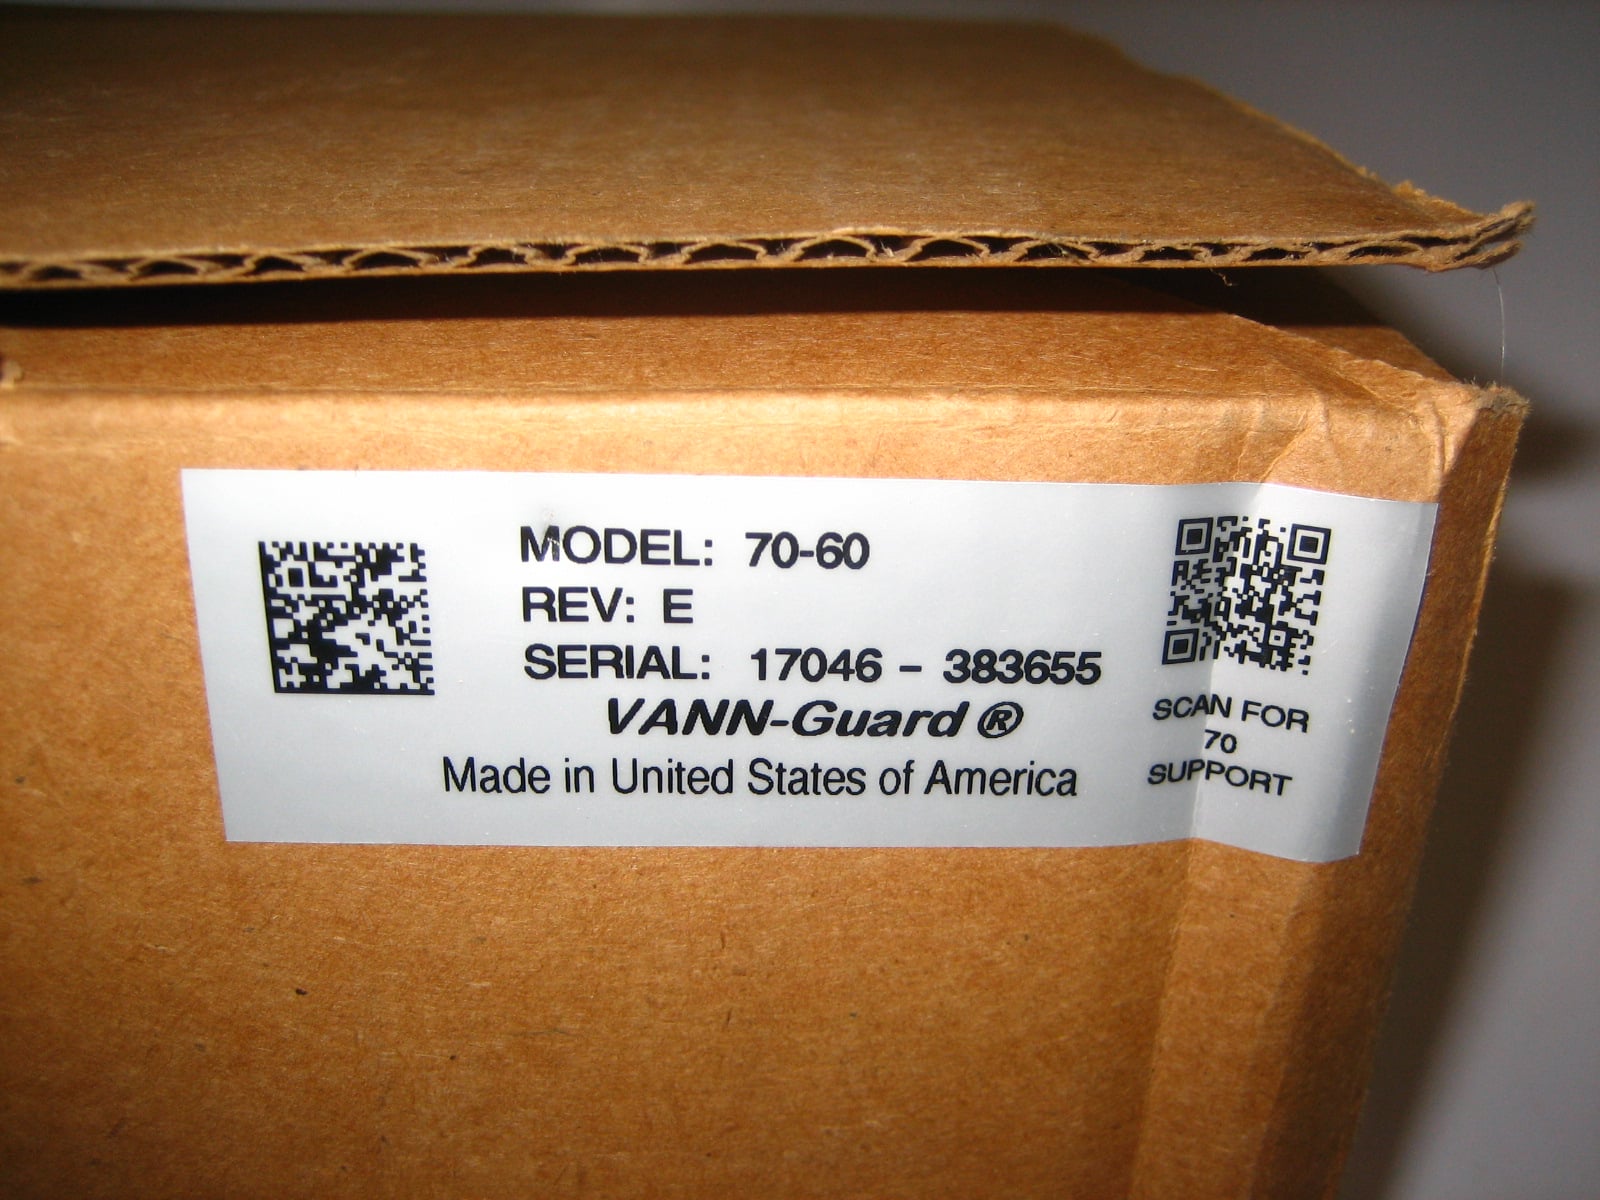 MODEL: 70-60
REV: E
SERIAL: 17046 - 383655
VANN-Guard ®
Made in United States of America
SCAN FOR
70
SUPPORT